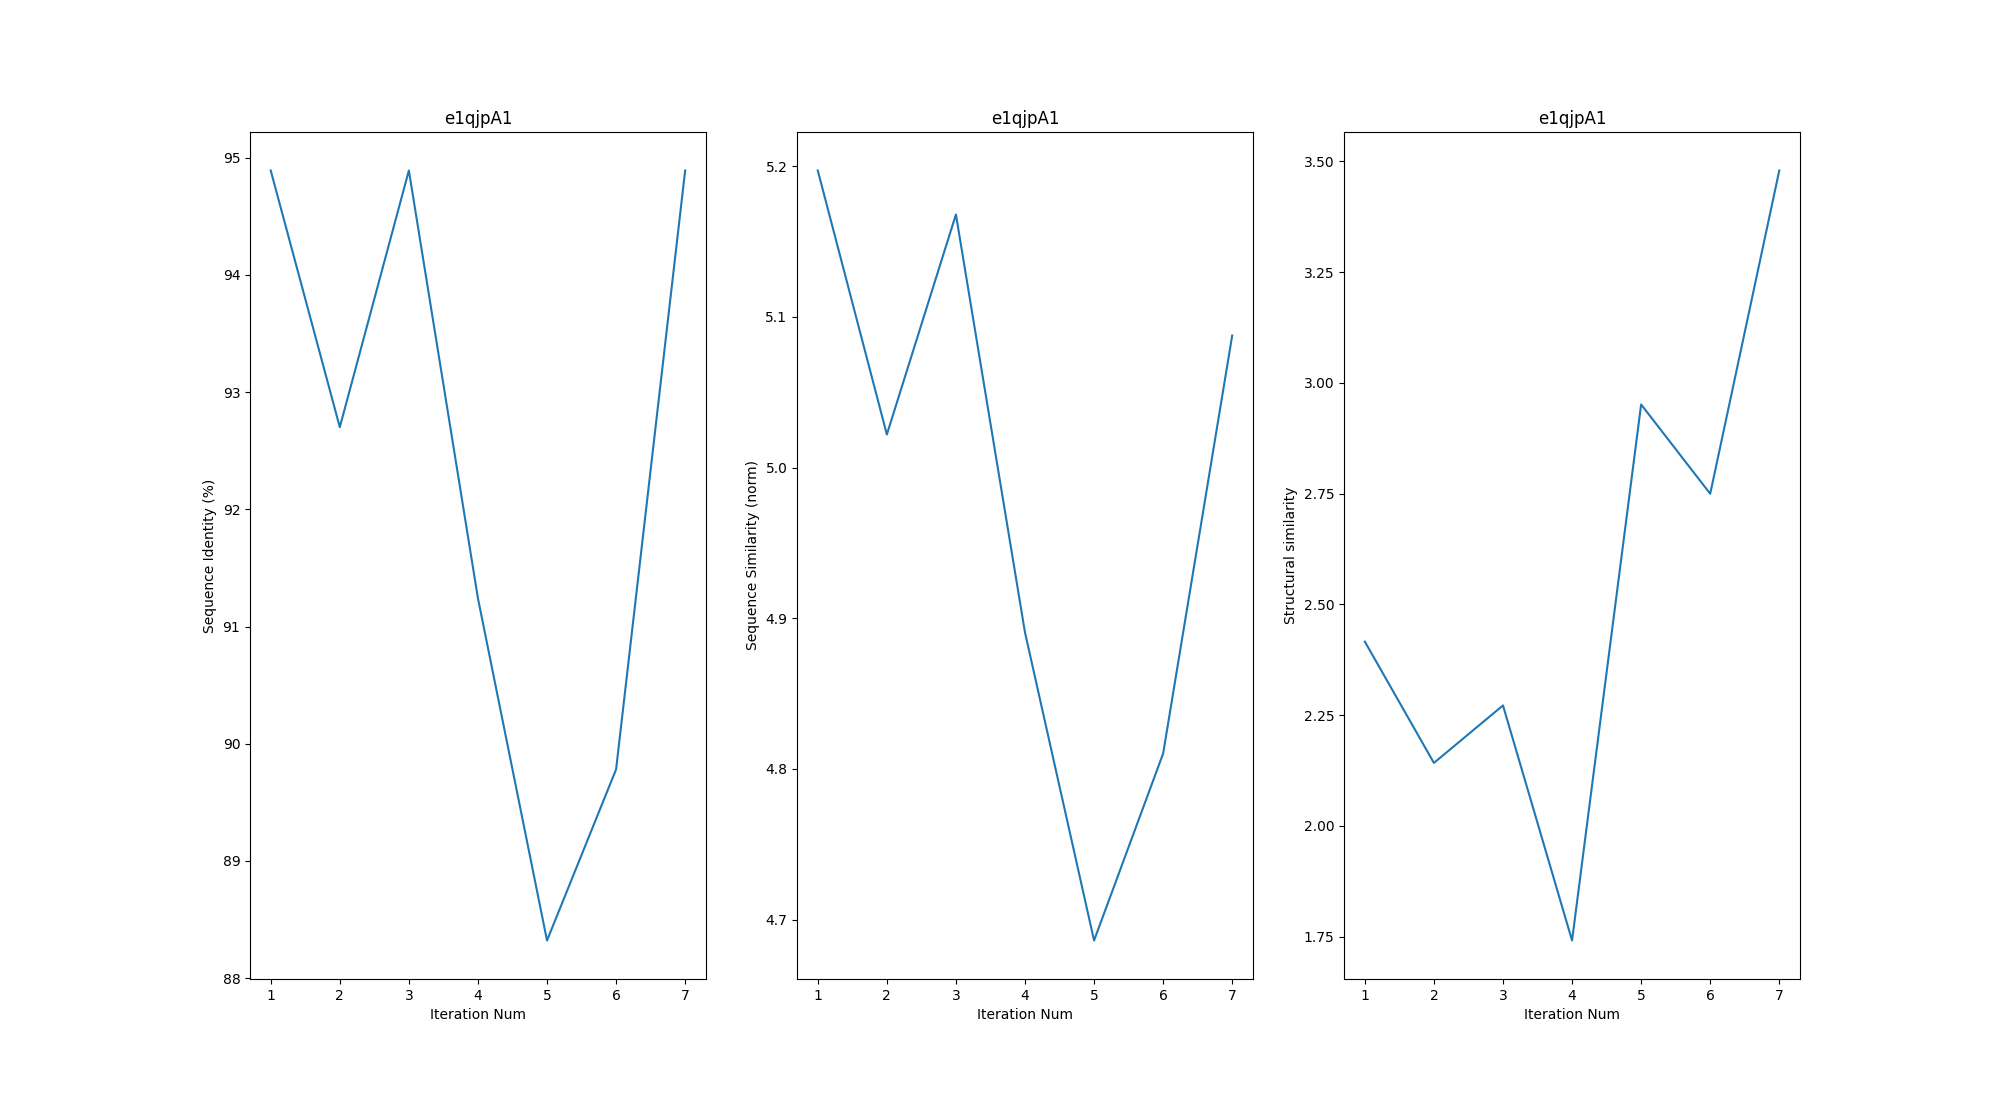 e1qjpA1
95
94
93
92
91
90
89
88
Sequence Identity (%)
1 2 3 4 5 6 7
Iteration Num
e1qjpA1
5.2
5.1
5.0
4.9
4.8
4.7
Sequence Similarity (norm)
1 2 3 4 5 6 7
Iteration Num
e1qjpA1
3.50
3.25
3.00
2.75
2.50
2.25
2.00
1.75
Structural similarity
1 2 3 4 5 6 7
Iteration Num